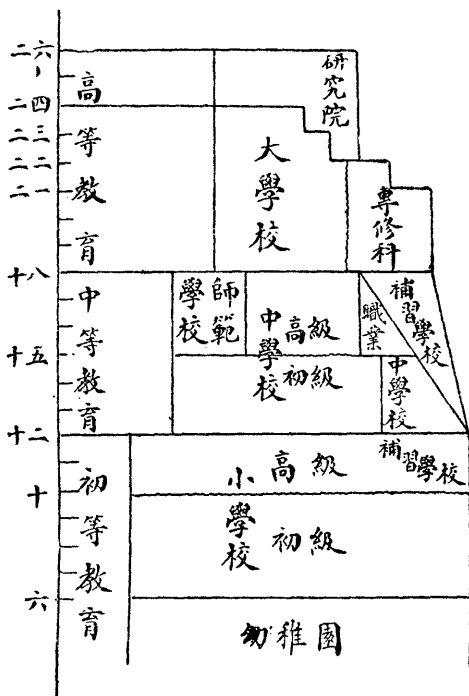 二六
二四
二三
二二
二一
十八
十五
十二
十
六
高等教育
中等教育
初等教育
研究院
大學校
專修科
師範
學校
中學校
高級
初級
職業
中學校
補習學校
補習學校
小學校
高級
初級
幼稚園